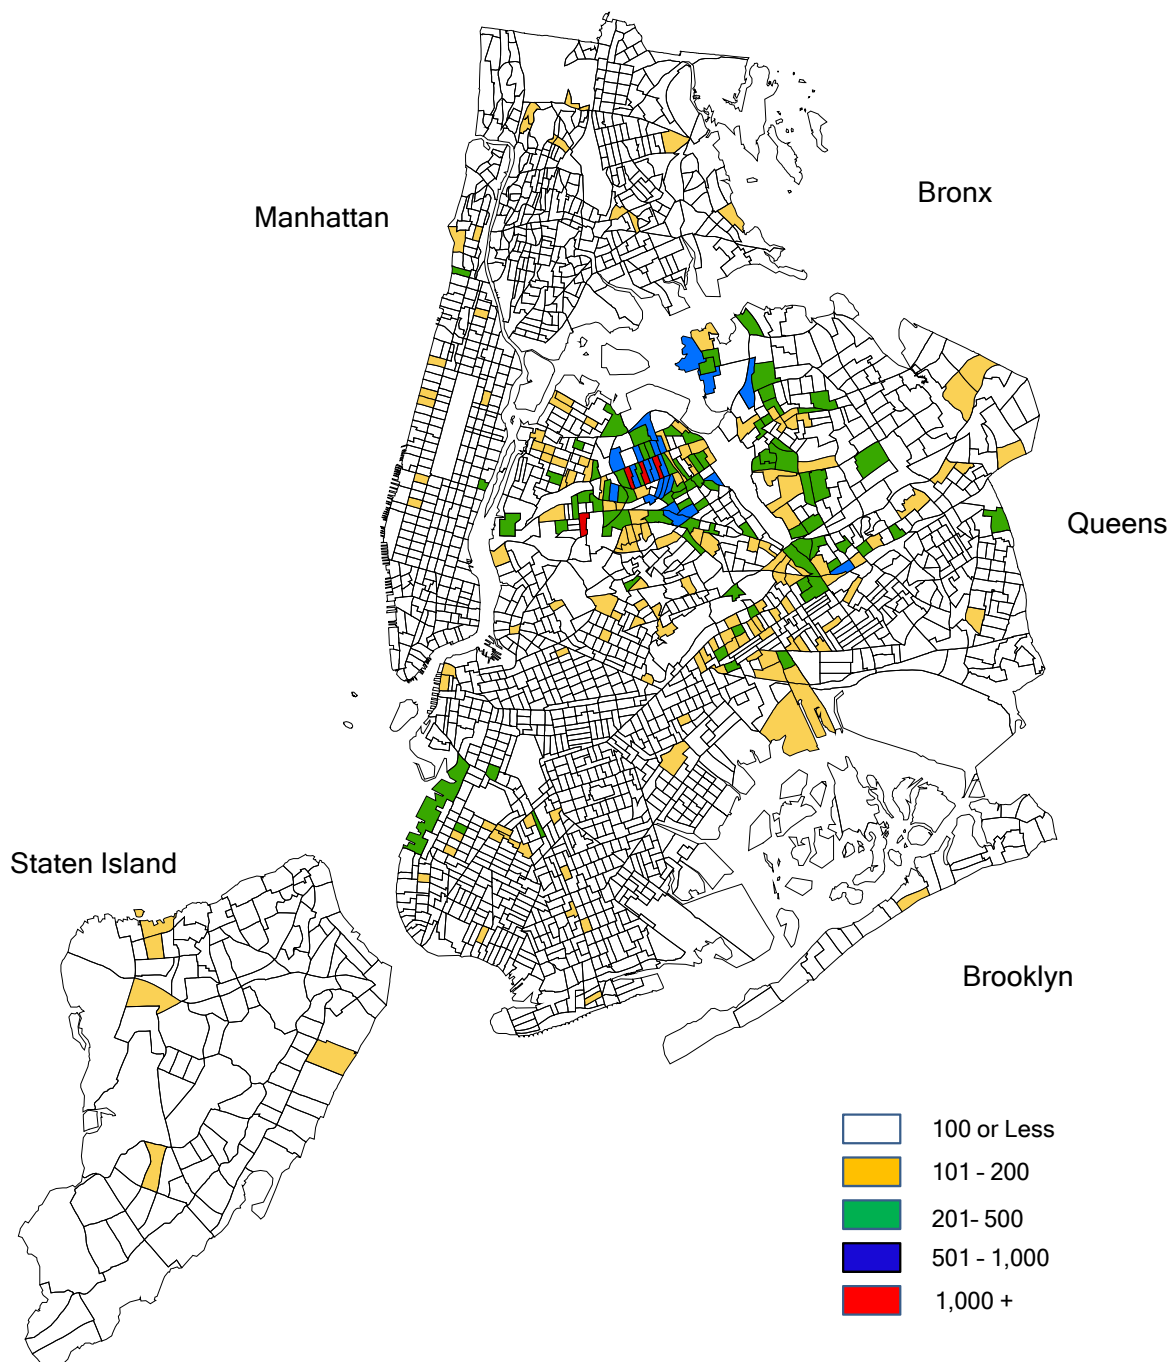 Bronx
Manhattan
Queens
Staten Island
Brooklyn
100 or Less
101 - 200
201- 500
501 - 1,000
1,000 +